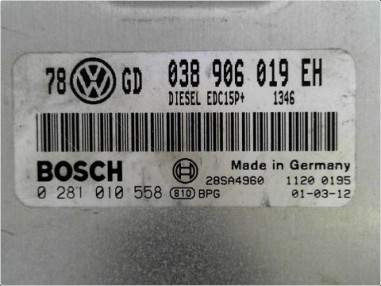 78 GD 038 906 019 EH
DIESEL EDC15P+ 1346
BOSCH
Made in Germany
28SA4960 1120 0195
0 281 010 558 810 BPG 01-03-12